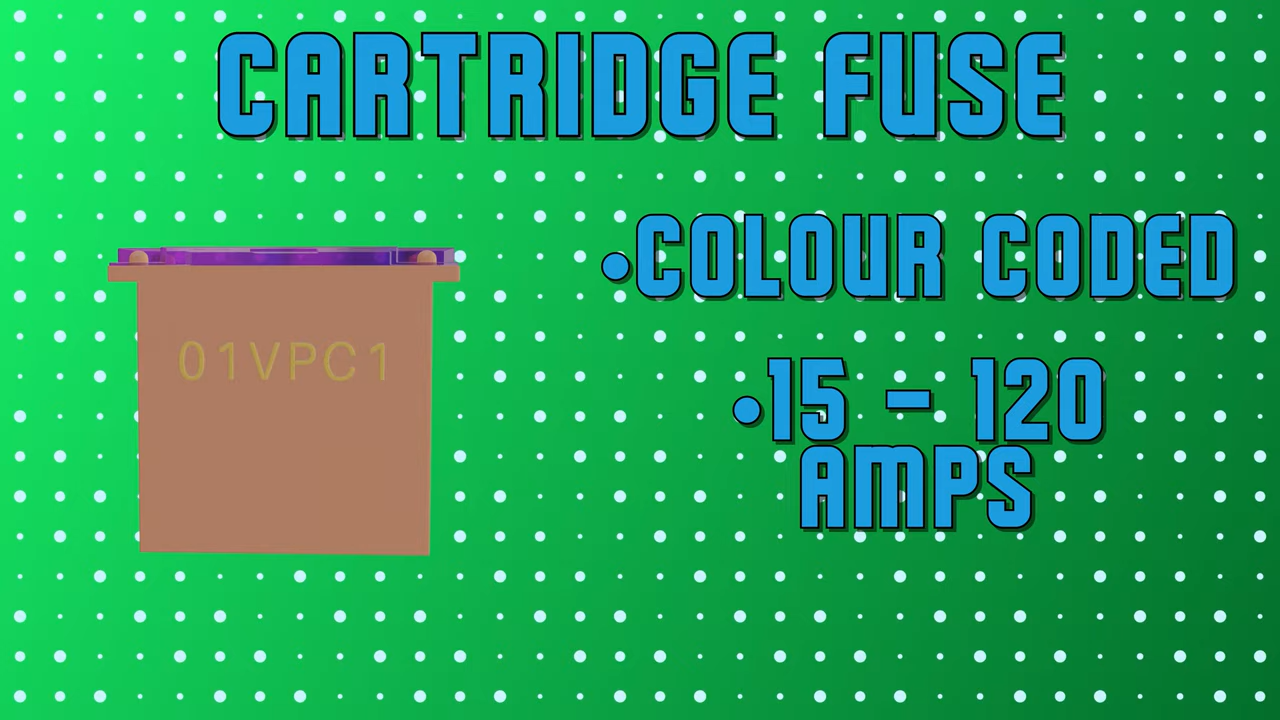 CARTRIDGE FUSE
•COLOUR CODED
•15 - 120
AMPS
01VPC1